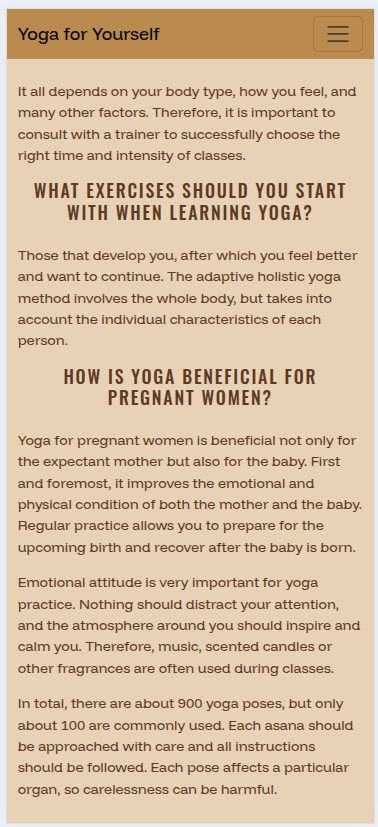 Yoga for Yourself
It all depends on your body type, how you feel, and
many other factors. Therefore, it is important to
consult with a trainer to successfully choose the
right time and intensity of classes.
WHAT EXERCISES SHOULD YOU START
WITH WHEN LEARNING YOGA?
Those that develop you, after which you feel better
and want to continue. The adaptive holistic yoga
method involves the whole body, but takes into
account the individual characteristics of each
person.
HOW IS YOGA BENEFICIAL FOR
PREGNANT WOMEN?
Yoga for pregnant women is beneficial not only for
the expectant mother but also for the baby. First
and foremost, it improves the emotional and
physical condition of both the mother and the baby.
Regular practice allows you to prepare for the
upcoming birth and recover after the baby is born.
Emotional attitude is very important for yoga
practice. Nothing should distract your attention,
and the atmosphere around you should inspire and
calm you. Therefore, music, scented candles or
other fragrances are often used during classes.
In total, there are about 900 yoga poses, but only
about 100 are commonly used. Each asana should
be approached with care and all instructions
should be followed. Each pose affects a particular
organ, so carelessness can be harmful.